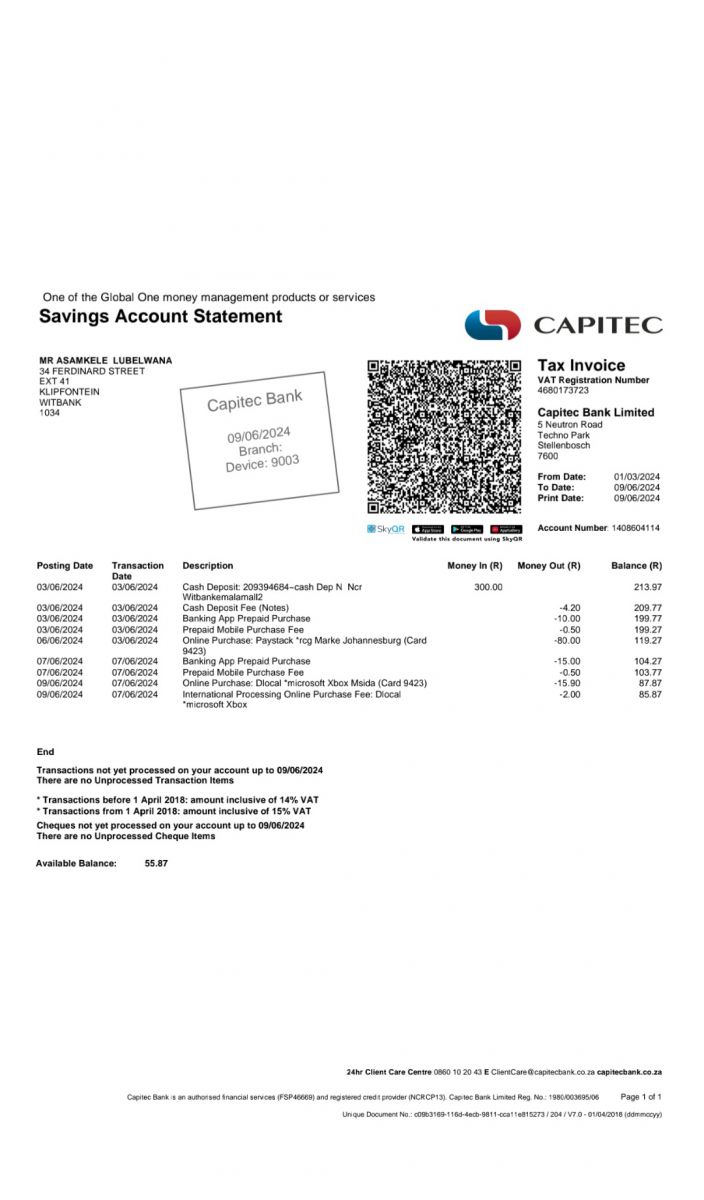 One of the Global One money management products or services
Savings Account Statement
CAPITEC
MR ASAMKELE LUBELWANA
34 FERDINARD STREET
EXT 41
KLIPFONTEIN
WITBANK
1034
Capitec Bank
09/06/2024
Branch:
Device: 9003
SkyQR
App Store
Google Play
AppGallery
Validate this document using SkyQR
Tax Invoice
VAT Registration Number
4680173723
Capitec Bank Limited
5 Neutron Road
Techno Park
Stellenbosch
7600
From Date: 01/03/2024
To Date: 09/06/2024
Print Date: 09/06/2024
Account Number: 1408604114
Posting Date Transaction Date Description Money In (R) Money Out (R) Balance (R)
03/06/2024 03/06/2024 Cash Deposit: 209394684~cash Dep N Ncr 300.00 213.97
Witbankemalamall2
03/06/2024 03/06/2024 Cash Deposit Fee (Notes) -4.20 209.77
03/06/2024 03/06/2024 Banking App Prepaid Purchase -10.00 199.77
03/06/2024 03/06/2024 Prepaid Mobile Purchase Fee -0.50 199.27
06/06/2024 03/06/2024 Online Purchase: Paystack *rcg Marke Johannesburg (Card -80.00 119.27
9423)
07/06/2024 07/06/2024 Banking App Prepaid Purchase -15.00 104.27
07/06/2024 07/06/2024 Prepaid Mobile Purchase Fee -0.50 103.77
09/06/2024 07/06/2024 Online Purchase: Dlocal *microsoft Xbox Msida (Card 9423) -15.90 87.87
09/06/2024 07/06/2024 International Processing Online Purchase Fee: Dlocal -2.00 85.87
*microsoft Xbox
End
Transactions not yet processed on your account up to 09/06/2024
There are no Unprocessed Transaction Items
* Transactions before 1 April 2018: amount inclusive of 14% VAT
* Transactions from 1 April 2018: amount inclusive of 15% VAT
Cheques not yet processed on your account up to 09/06/2024
There are no Unprocessed Cheque Items
Available Balance: 55.87
24hr Client Care Centre 0860 10 20 43 E ClientCare@capitecbank.co.za capitecbank.co.za
Capitec Bank is an authorised financial services (FSP46669) and registered credit provider (NCRCP13). Capitec Bank Limited Reg. No.: 1980/003695/06 Page 1 of 1
Unique Document No.: c09b3169-116d-4ecb-9811-cca11e815273 / 204 / V7.0 - 01/04/2018 (ddmmccyy)